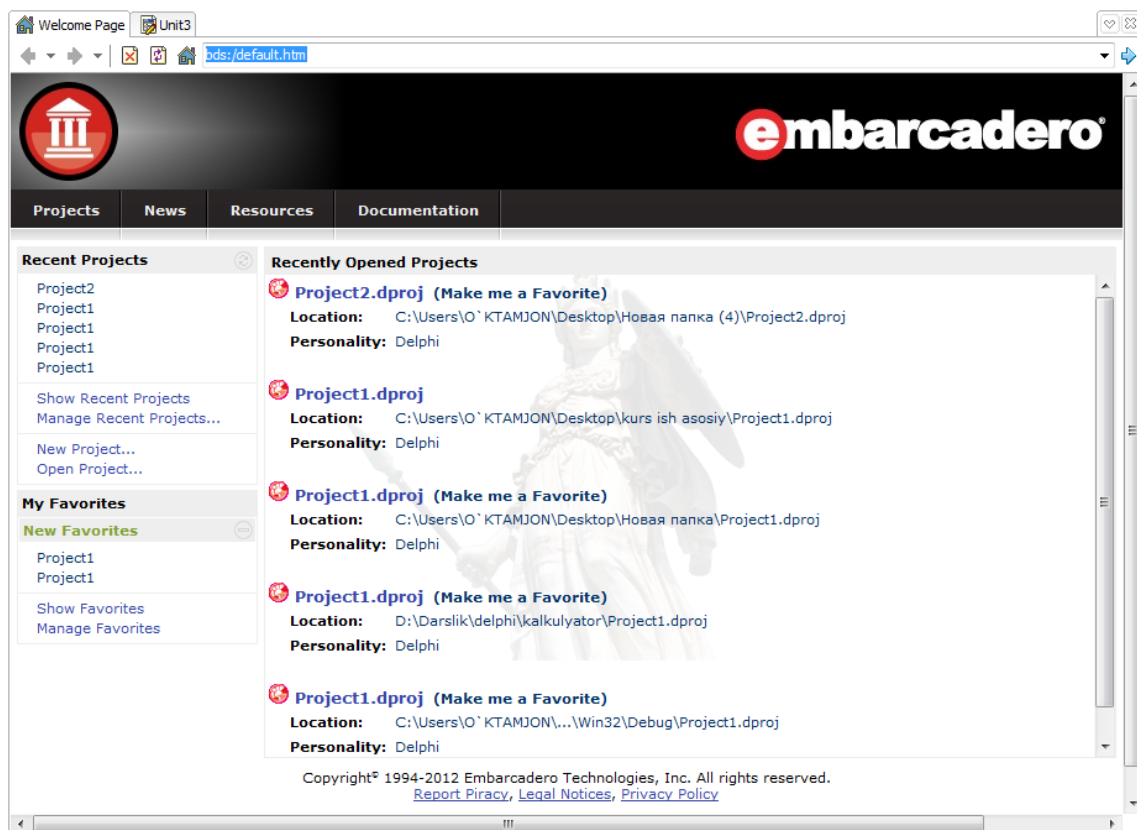 Welcome Page
Unit3
bds:/default.htm
embarcadero®
Projects
News
Resources
Documentation
Recent Projects
Project2
Project1
Project1
Project1
Project1
Show Recent Projects
Manage Recent Projects...
New Project...
Open Project...
My Favorites
New Favorites
Project1
Project1
Show Favorites
Manage Favorites
Recently Opened Projects
Project2.dproj (Make me a Favorite)
Location: C:\Users\O`KTAMJON\Desktop\Новая папка (4)\Project2.dproj
Personality: Delphi
Project1.dproj
Location: C:\Users\O`KTAMJON\Desktop\kurs ish asosiy\Project1.dproj
Personality: Delphi
Project1.dproj (Make me a Favorite)
Location: C:\Users\O`KTAMJON\Desktop\Новая папка\Project1.dproj
Personality: Delphi
Project1.dproj (Make me a Favorite)
Location: D:\Darslik\delphi\kalkulyator\Project1.dproj
Personality: Delphi
Project1.dproj (Make me a Favorite)
Location: C:\Users\O`KTAMJON\...\Win32\Debug\Project1.dproj
Personality: Delphi
Copyright© 1994-2012 Embarcadero Technologies, Inc. All rights reserved.
Report Piracy, Legal Notices, Privacy Policy